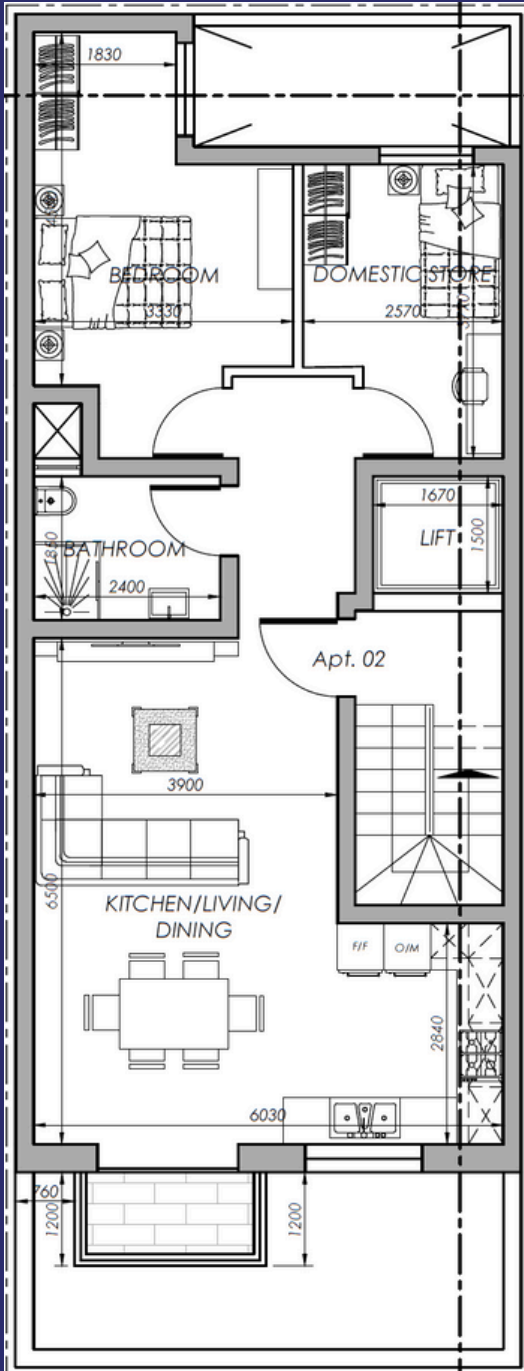 1830
BEDROOM
3330
DOMESTIC STORE
2570
1670
LIFT
1500
BATHROOM
1850
2400
Apt. 02
3900
6500
KITCHEN/LIVING/
DINING
F/F
O/M
2840
6030
760
1200
1200